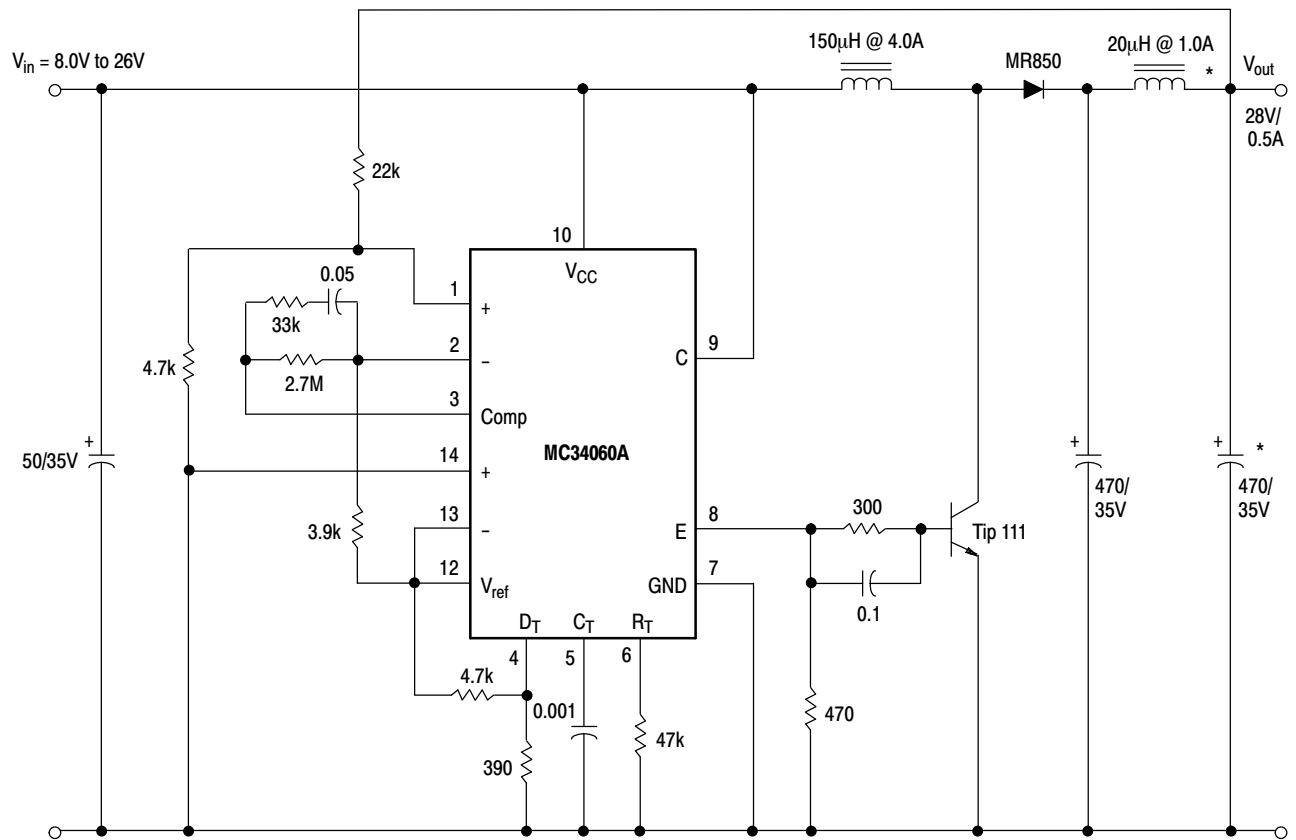 150μH @ 4.0A
20μH @ 1.0A
*
V_in = 8.0V to 26V
MR850
V_out
28V/
0.5A
22k
10
V_CC
0.05
1
+
33k
2
−
C
9
4.7k
2.7M
3
Comp
MC34060A
14
+
+
50/35V
+
470/
35V
+
*
470/
35V
3.9k
13
−
E
8
300
Tip 111
12
V_ref
GND
7
0.1
D_T
C_T
R_T
4
5
6
4.7k
0.001
390
47k
470